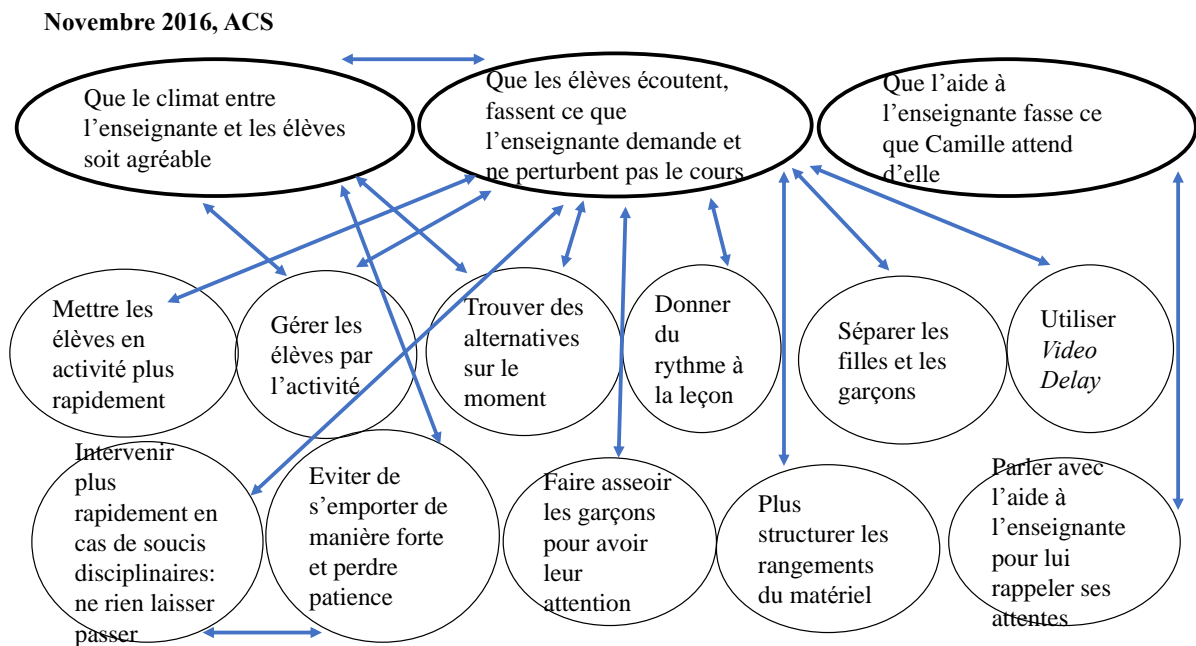 Novembre 2016, ACS
Que le climat entre
l’enseignante et les élèves
soit agréable
Que les élèves écoutent,
fassent ce que
l’enseignante demande et
ne perturbent pas le cours
Que l’aide à
l’enseignante fasse ce
que Camille attend
d’elle
Mettre les
élèves en
activité plus
rapidement
Gérer les
élèves par
l’activité
Trouver des
alternatives
sur le
moment
Donner
du
rythme à
la leçon
Séparer les
filles et les
garçons
Utiliser
Video
Delay
Intervenir
plus
rapidement en
cas de soucis
disciplinaires:
ne rien laisser
passer
Eviter de
s’emporter de
manière forte
et perdre
patience
Faire asseoir
les garçons
pour avoir
leur
attention
Plus
structurer les
rangements
du matériel
Parler avec
l’aide à
l’enseignante
pour lui
rappeler ses
attentes